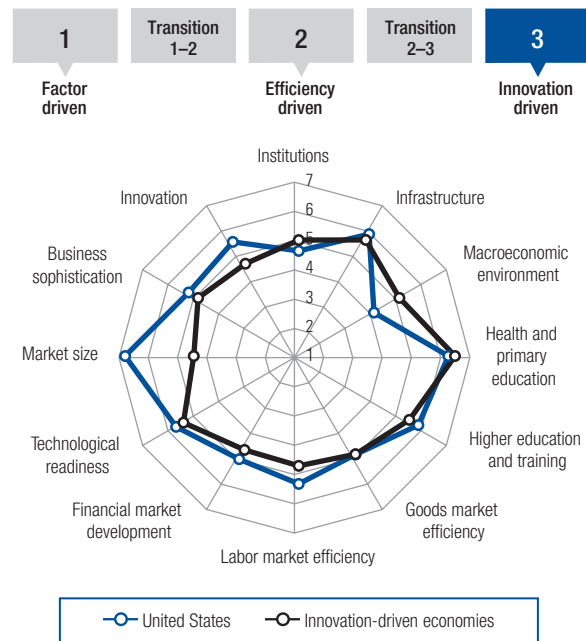 1
Transition
1–2
2
Transition
2–3
3
Factor
driven
Efficiency
driven
Innovation
driven
Institutions
7
Innovation
Infrastructure
6
5
Business
sophistication
Macroeconomic
environment
4
3
2
Market size
1
Health and
primary
education
Technological
readiness
Higher education
and training
Financial market
development
Goods market
efficiency
Labor market efficiency
United States
Innovation-driven economies